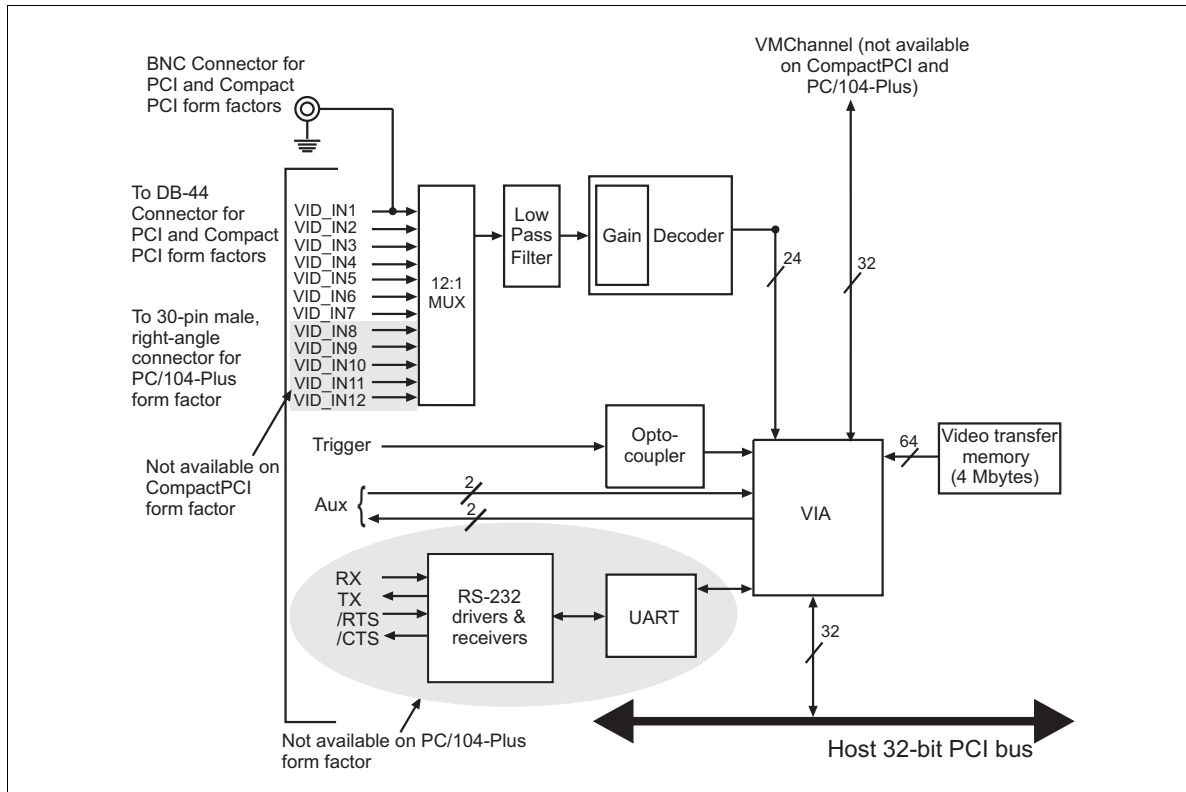 BNC Connector for
PCI and Compact
PCI form factors
VMChannel (not available
on CompactPCI and
PC/104-Plus)
To DB-44
Connector for
PCI and Compact
PCI form factors
To 30-pin male,
right-angle
connector for
PC/104-Plus
form factor
Not available on
CompactPCI
form factor
VID_IN1
VID_IN2
VID_IN3
VID_IN4
VID_IN5
VID_IN6
VID_IN7
VID_IN8
VID_IN9
VID_IN10
VID_IN11
VID_IN12
12:1
MUX
Low
Pass
Filter
Gain
Decoder
24
32
Trigger
Opto-
coupler
Aux
2
2
VIA
64
Video transfer
memory
(4 Mbytes)
RX
TX
/RTS
/CTS
RS-232
drivers &
receivers
UART
32
Not available on PC/104-Plus
form factor
Host 32-bit PCI bus